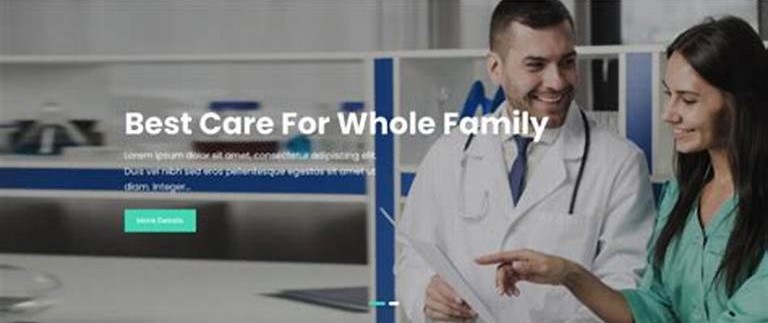 Best Care For Whole Family
Lorem ipsum dolor sit amet, consectetur adipisicing elit.
Duis vel nibh sed eros pellentesque egestas sit amet ut
diam. Integer...
More Details